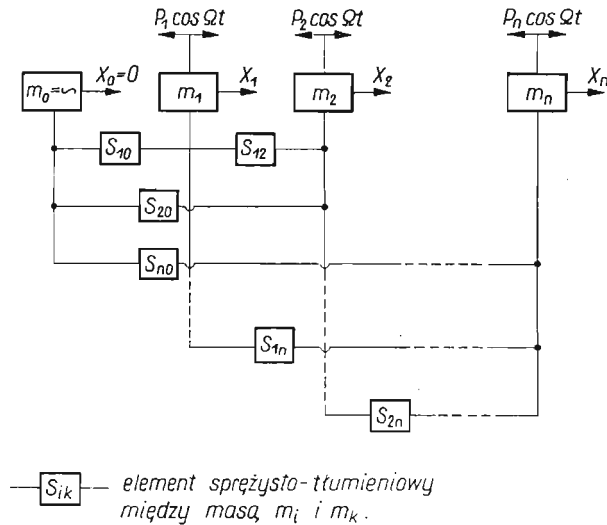 P₁ cos Ωt P₂ cos Ωt Pₙ cos Ωt
m₀=∽ X₀=0 m₁ X₁ m₂ X₂ mₙ Xₙ
S₁₀ S₁₂
S₂₀
Sₙ₀
S₁ₙ
S₂ₙ
Sᵢₖ element sprężysto-tłumieniowy
między masą mᵢ i mₖ.